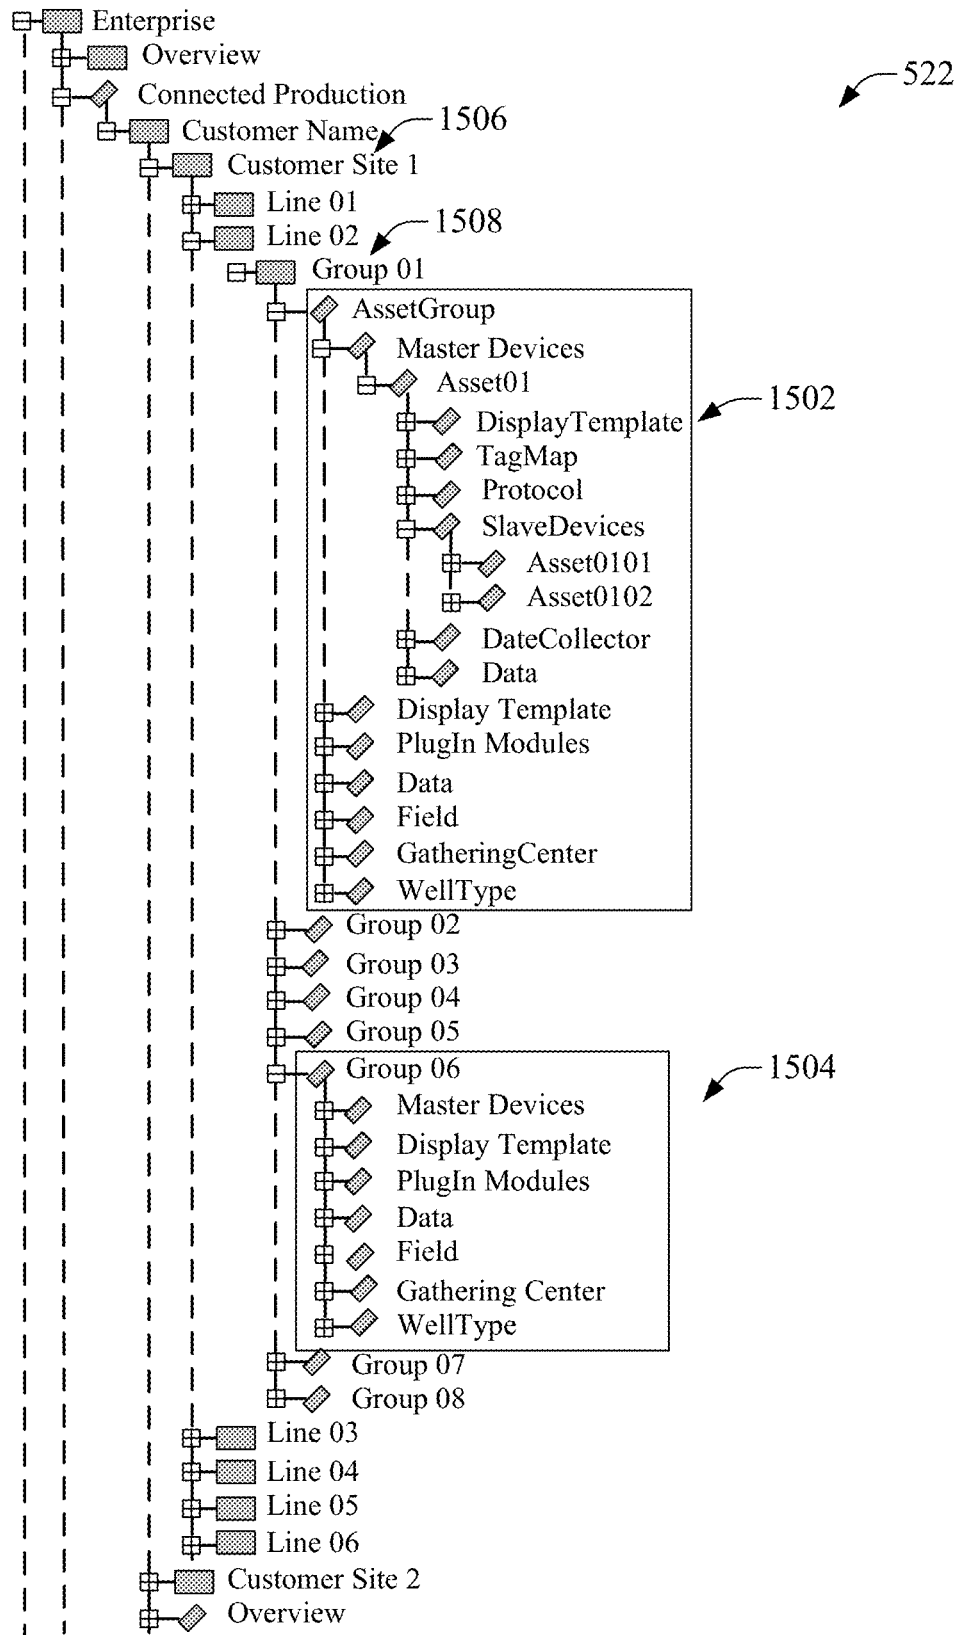 Enterprise
Overview
522
Connected Production
1506
Customer Name
Customer Site 1
Line 01
1508
Line 02
Group 01
AssetGroup
Master Devices
Asset01
1502
DisplayTemplate
TagMap
Protocol
SlaveDevices
Asset0101
Asset0102
DateCollector
Data
Display Template
PlugIn Modules
Data
Field
GatheringCenter
WellType
Group 02
Group 03
Group 04
Group 05
Group 06
1504
Master Devices
Display Template
PlugIn Modules
Data
Field
Gathering Center
WellType
Group 07
Group 08
Line 03
Line 04
Line 05
Line 06
Customer Site 2
Overview